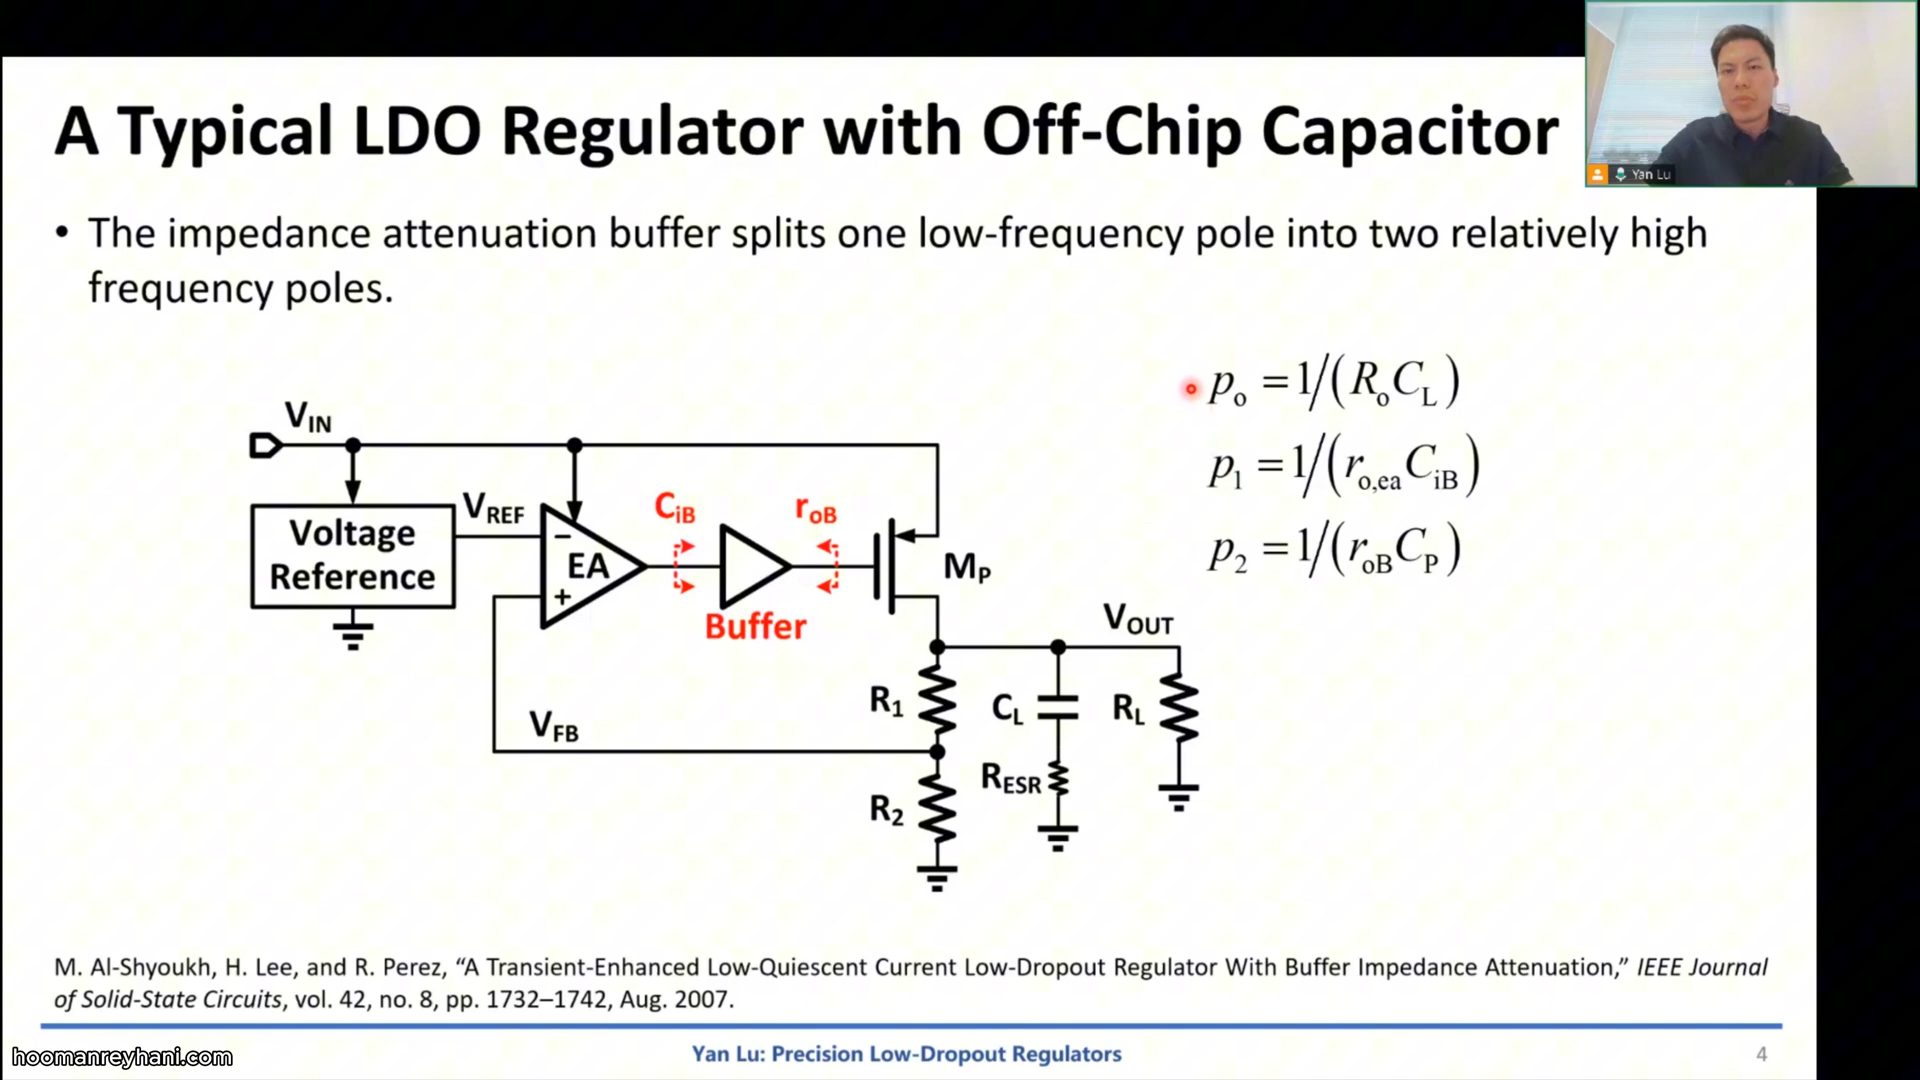 A Typical LDO Regulator with Off-Chip Capacitor
Yan Lu
• The impedance attenuation buffer splits one low-frequency pole into two relatively high
frequency poles.
p_o = 1/(R_o C_L)
p_1 = 1/(r_o,ea C_iB)
p_2 = 1/(r_oB C_P)
V_IN
Voltage
Reference
V_REF
−
EA
+
C_iB
Buffer
r_oB
M_P
V_OUT
R_1
C_L
R_L
V_FB
R_ESR
R_2
M. Al-Shyoukh, H. Lee, and R. Perez, “A Transient-Enhanced Low-Quiescent Current Low-Dropout Regulator With Buffer Impedance Attenuation,” IEEE Journal
of Solid-State Circuits, vol. 42, no. 8, pp. 1732–1742, Aug. 2007.
hoomanreyhani.com
Yan Lu: Precision Low-Dropout Regulators
4